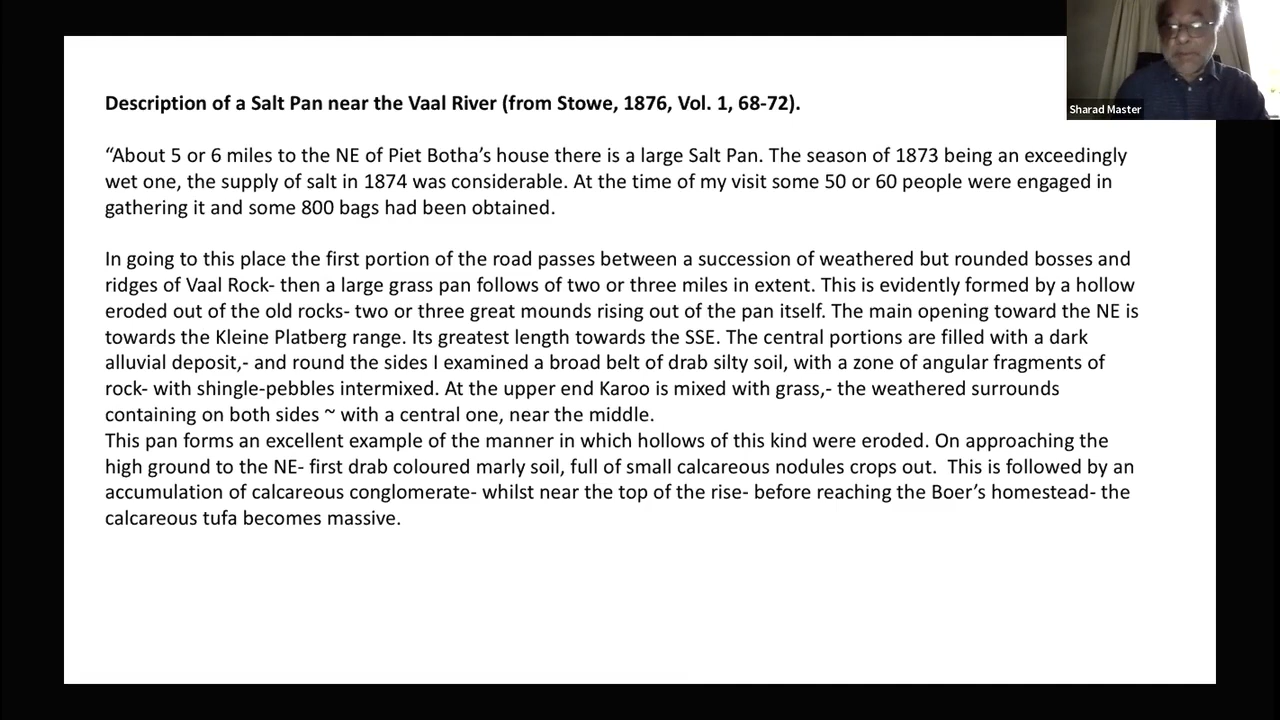 Description of a Salt Pan near the Vaal River (from Stowe, 1876, Vol. 1, 68-72).
“About 5 or 6 miles to the NE of Piet Botha’s house there is a large Salt Pan. The season of 1873 being an exceedingly
wet one, the supply of salt in 1874 was considerable. At the time of my visit some 50 or 60 people were engaged in
gathering it and some 800 bags had been obtained.
In going to this place the first portion of the road passes between a succession of weathered but rounded bosses and
ridges of Vaal Rock- then a large grass pan follows of two or three miles in extent. This is evidently formed by a hollow
eroded out of the old rocks- two or three great mounds rising out of the pan itself. The main opening toward the NE is
towards the Kleine Platberg range. Its greatest length towards the SSE. The central portions are filled with a dark
alluvial deposit,- and round the sides I examined a broad belt of drab silty soil, with a zone of angular fragments of
rock- with shingle-pebbles intermixed. At the upper end Karoo is mixed with grass,- the weathered surrounds
containing on both sides ~ with a central one, near the middle.
This pan forms an excellent example of the manner in which hollows of this kind were eroded. On approaching the
high ground to the NE- first drab coloured marly soil, full of small calcareous nodules crops out.  This is followed by an
accumulation of calcareous conglomerate- whilst near the top of the rise- before reaching the Boer’s homestead- the
calcareous tufa becomes massive.
Sharad Master